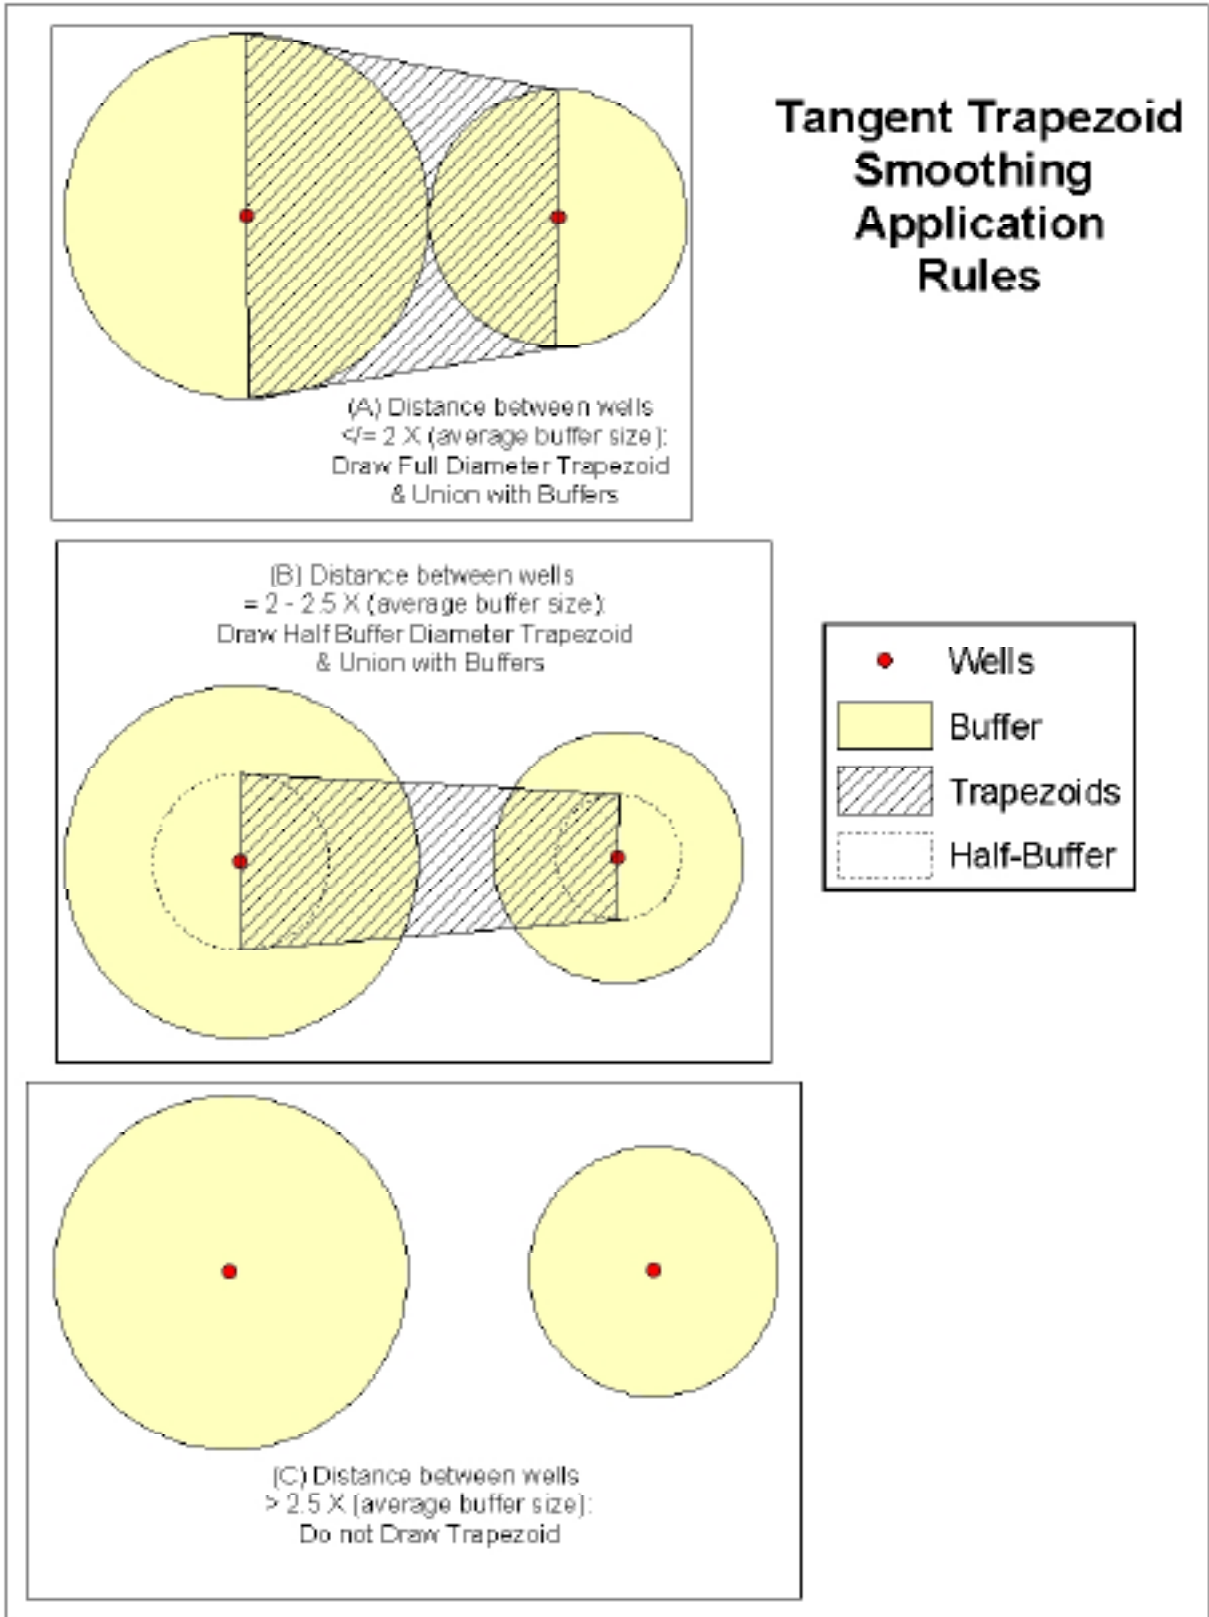 Tangent Trapezoid
Smoothing
Application
Rules
(A) Distance between wells
</= 2 X (average buffer size):
Draw Full Diameter Trapezoid
& Union with Buffers
(B) Distance between wells
= 2 - 2.5 X (average buffer size):
Draw Half Buffer Diameter Trapezoid
& Union with Buffers
Wells
Buffer
Trapezoids
Half-Buffer
(C) Distance between wells
> 2.5 X (average buffer size):
Do not Draw Trapezoid